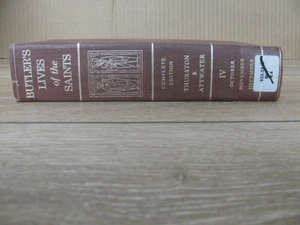 BUTLER'S
LIVES
of the
SAINTS
COMPLETE
EDITION
THURSTON
&
ATTWATER
IV
OCTOBER
NOVEMBER
DECEMBER